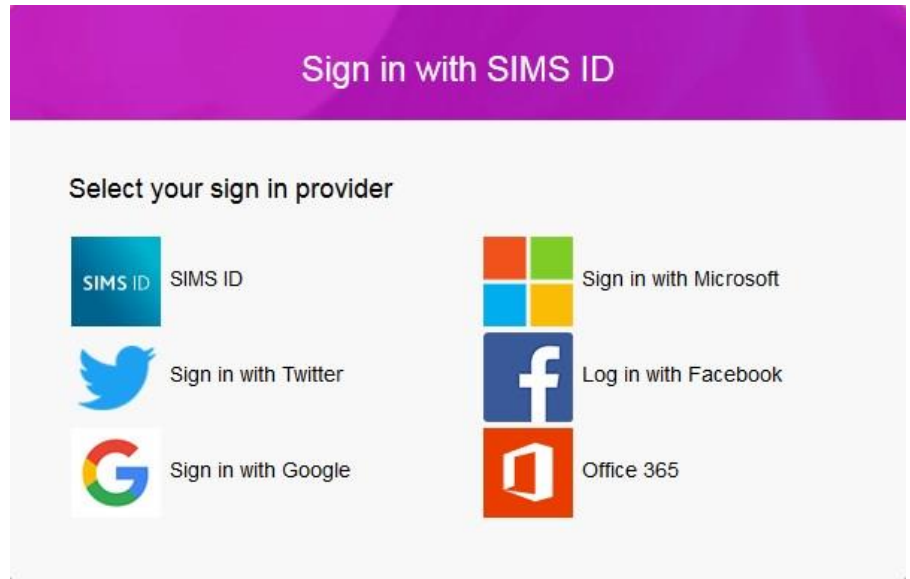 Sign in with SIMS ID
Select your sign in provider
SIMS ID SIMS ID
Sign in with Microsoft
Sign in with Twitter
Log in with Facebook
Sign in with Google
Office 365